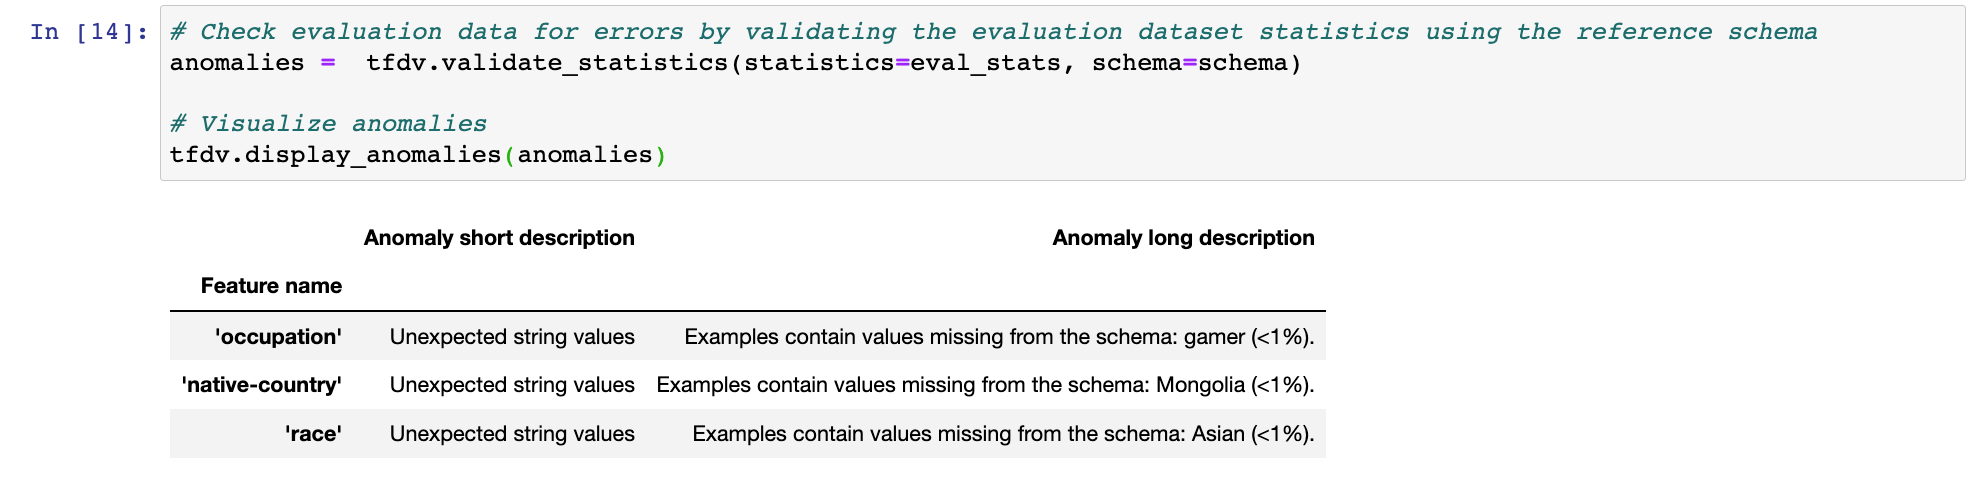 In [14]: # Check evaluation data for errors by validating the evaluation dataset statistics using the reference schema
anomalies =  tfdv.validate_statistics(statistics=eval_stats, schema=schema)
# Visualize anomalies
tfdv.display_anomalies(anomalies)
Anomaly short description Anomaly long description
Feature name
'occupation' Unexpected string values Examples contain values missing from the schema: gamer (<1%).
'native-country' Unexpected string values Examples contain values missing from the schema: Mongolia (<1%).
'race' Unexpected string values Examples contain values missing from the schema: Asian (<1%).